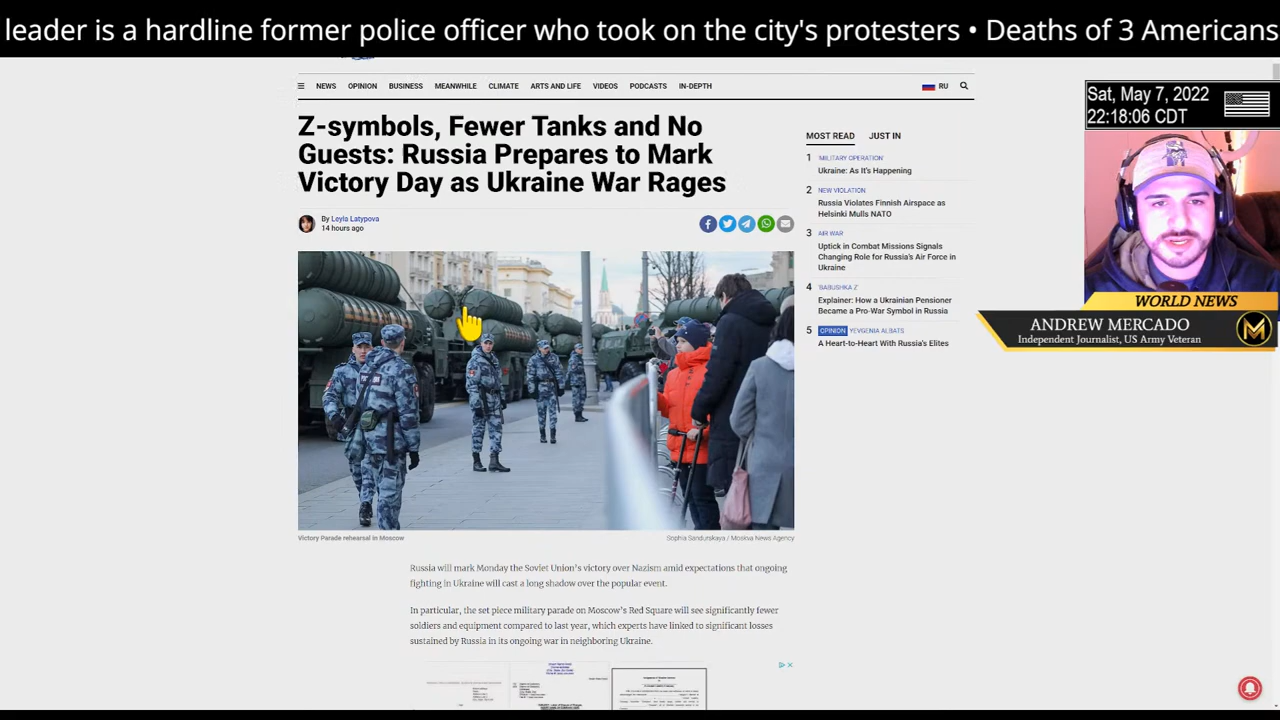 leader is a hardline former police officer who took on the city's protesters • Deaths of 3 Americans
NEWS OPINION BUSINESS MEANWHILE CLIMATE ARTS AND LIFE VIDEOS PODCASTS IN-DEPTH RU
Sat, May 7, 2022
22:18:06 CDT
Z-symbols, Fewer Tanks and No
Guests: Russia Prepares to Mark
Victory Day as Ukraine War Rages
By Leyla Latypova
14 hours ago
MOST READ JUST IN
1 'MILITARY OPERATION'
Ukraine: As It's Happening
2 NEW VIOLATION
Russia Violates Finnish Airspace as
Helsinki Mulls NATO
3 AIR WAR
Uptick in Combat Missions Signals
Changing Role for Russia's Air Force in
Ukraine
4 'BABUSHKA Z'
Explainer: How a Ukrainian Pensioner
Became a Pro-War Symbol in Russia
5 OPINION YEVGENIA ALBATS
A Heart-to-Heart With Russia's Elites
WORLD NEWS
ANDREW MERCADO
Independent Journalist, US Army Veteran
Victory Parade rehearsal in Moscow
Sophia Sandurskaya / Moskva News Agency
Russia will mark Monday the Soviet Union's victory over Nazism amid expectations that ongoing
fighting in Ukraine will cast a long shadow over the popular event.
In particular, the set piece military parade on Moscow's Red Square will see significantly fewer
soldiers and equipment compared to last year, which experts have linked to significant losses
sustained by Russia in its ongoing war in neighboring Ukraine.